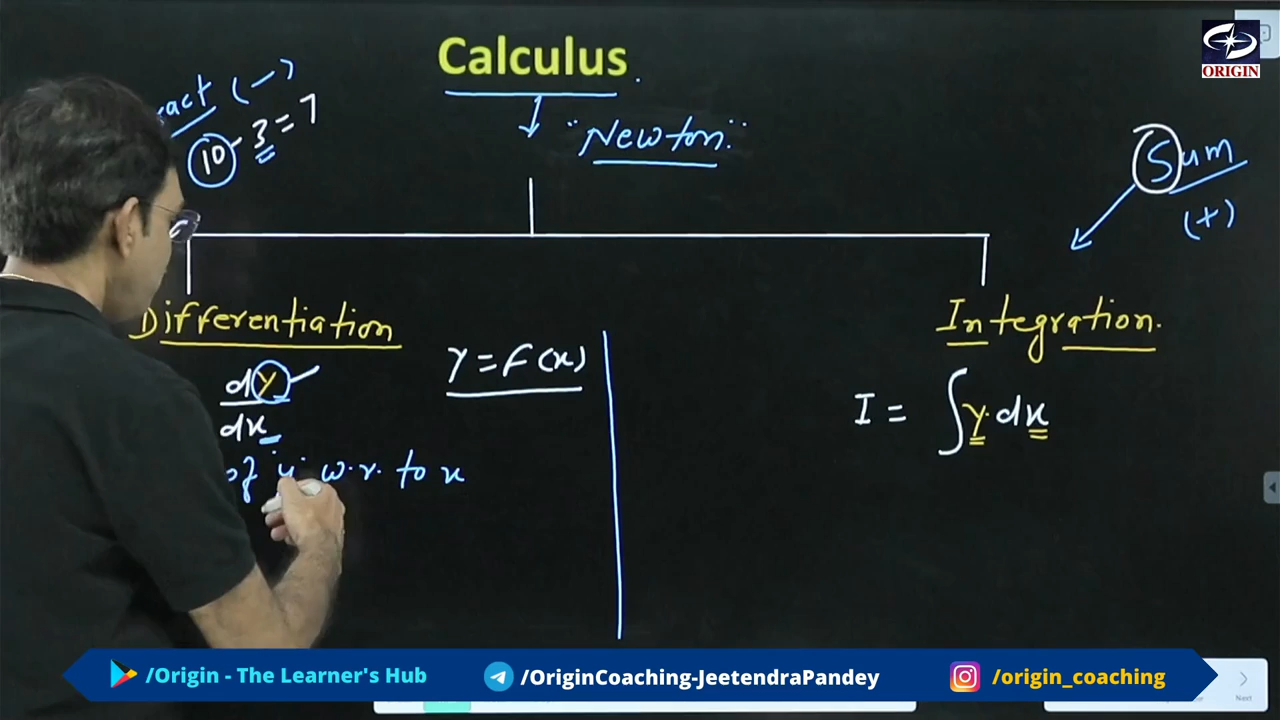 Calculus
ORIGIN
(-)
10 - 3 = 7
"Newton"
Sum
(+)
Differentiation
Integration.
dy
dx
Y = F(x)
I = ∫ y. dx
of "y" w.r. to x
/Origin - The Learner's Hub
/OriginCoaching-JeetendraPandey
/origin_coaching
Next